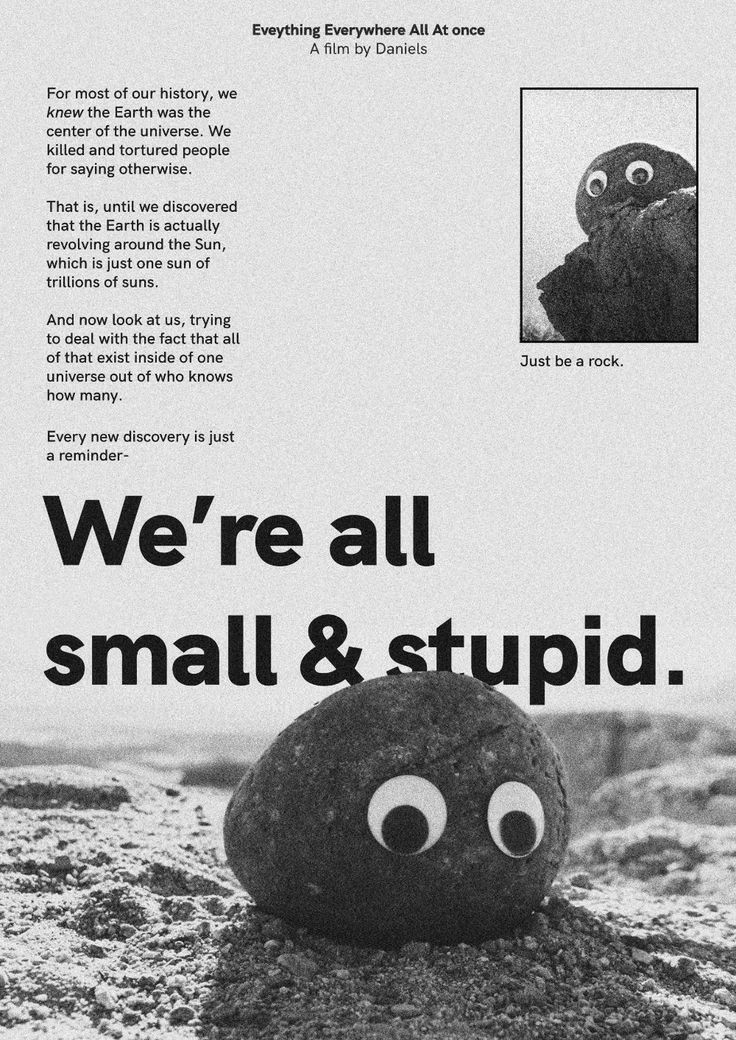 Eveything Everywhere All At once
A film by Daniels
For most of our history, we
knew the Earth was the
center of the universe. We
killed and tortured people
for saying otherwise.
That is, until we discovered
that the Earth is actually
revolving around the Sun,
which is just one sun of
trillions of suns.
And now look at us, trying
to deal with the fact that all
of that exist inside of one
universe out of who knows
how many.
Every new discovery is just
a reminder-
Just be a rock.
We're all
small & stupid.